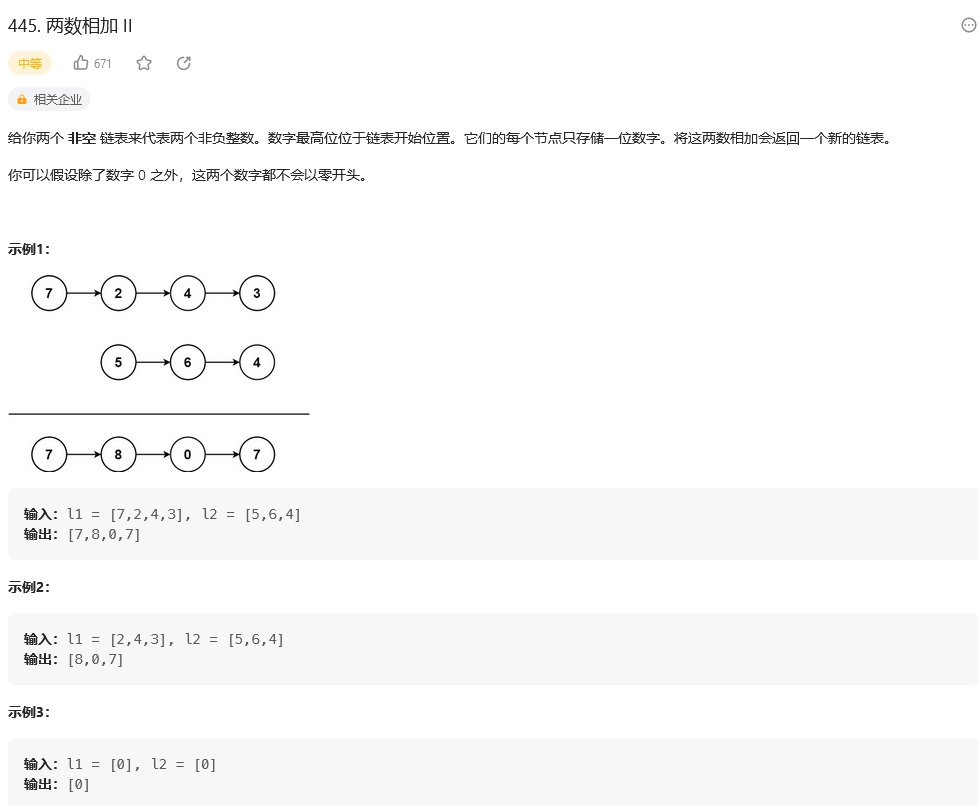 445. 两数相加 II
中等 671
相关企业
给你两个 非空 链表来代表两个非负整数。数字最高位位于链表开始位置。它们的每个节点只存储一位数字。将这两数相加会返回一个新的链表。
你可以假设除了数字 0 之外，这两个数字都不会以零开头。
示例1：
7 2 4 3
5 6 4
7 8 0 7
输入：l1 = [7,2,4,3], l2 = [5,6,4]
输出：[7,8,0,7]
示例2：
输入：l1 = [2,4,3], l2 = [5,6,4]
输出：[8,0,7]
示例3：
输入：l1 = [0], l2 = [0]
输出：[0]